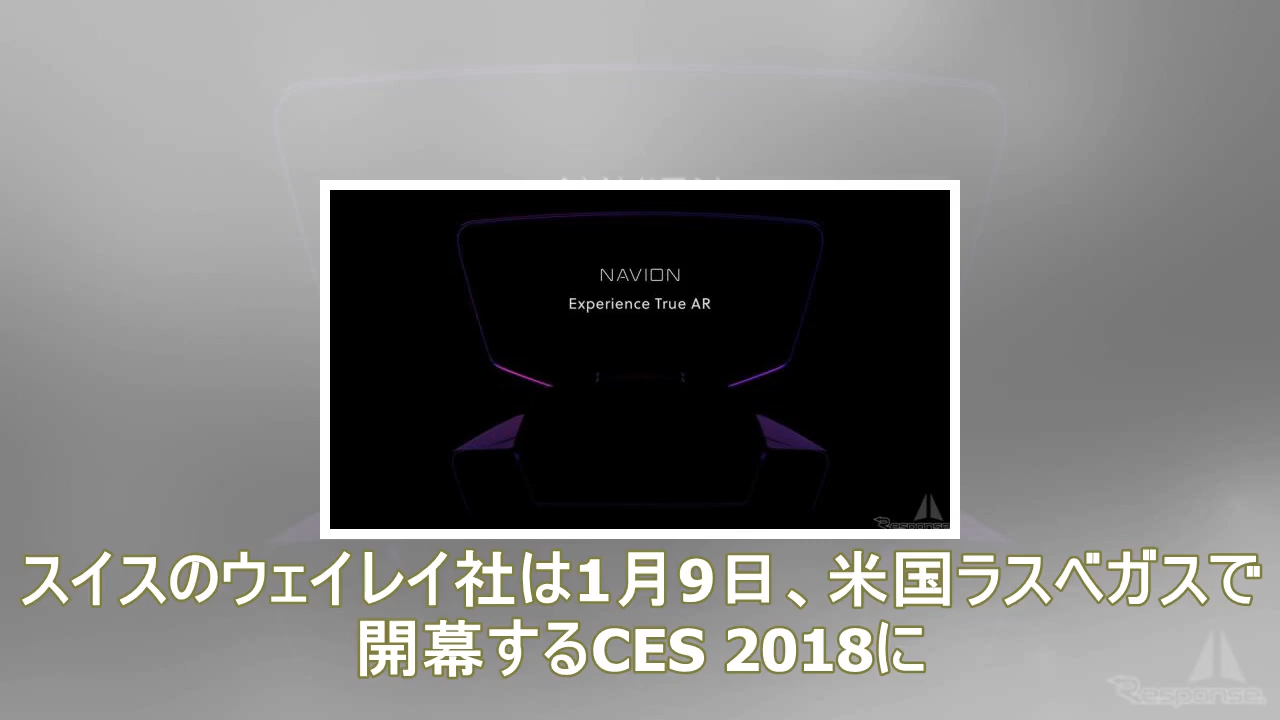 NAVION
Experience True AR
Response.
スイスのウェイレイ社は1月9日、米国ラスベガスで
開幕するCES 2018に
Response.